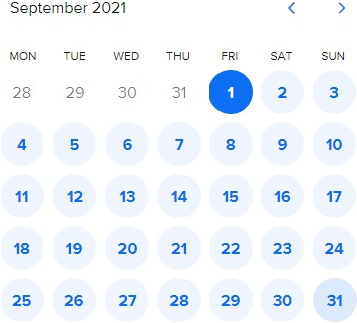 September 2021
MON TUE WED THU FRI SAT SUN
28 29 30 31 1 2 3
4 5 6 7 8 9 10
11 12 13 14 15 16 17
18 19 20 21 22 23 24
25 26 27 28 29 30 31